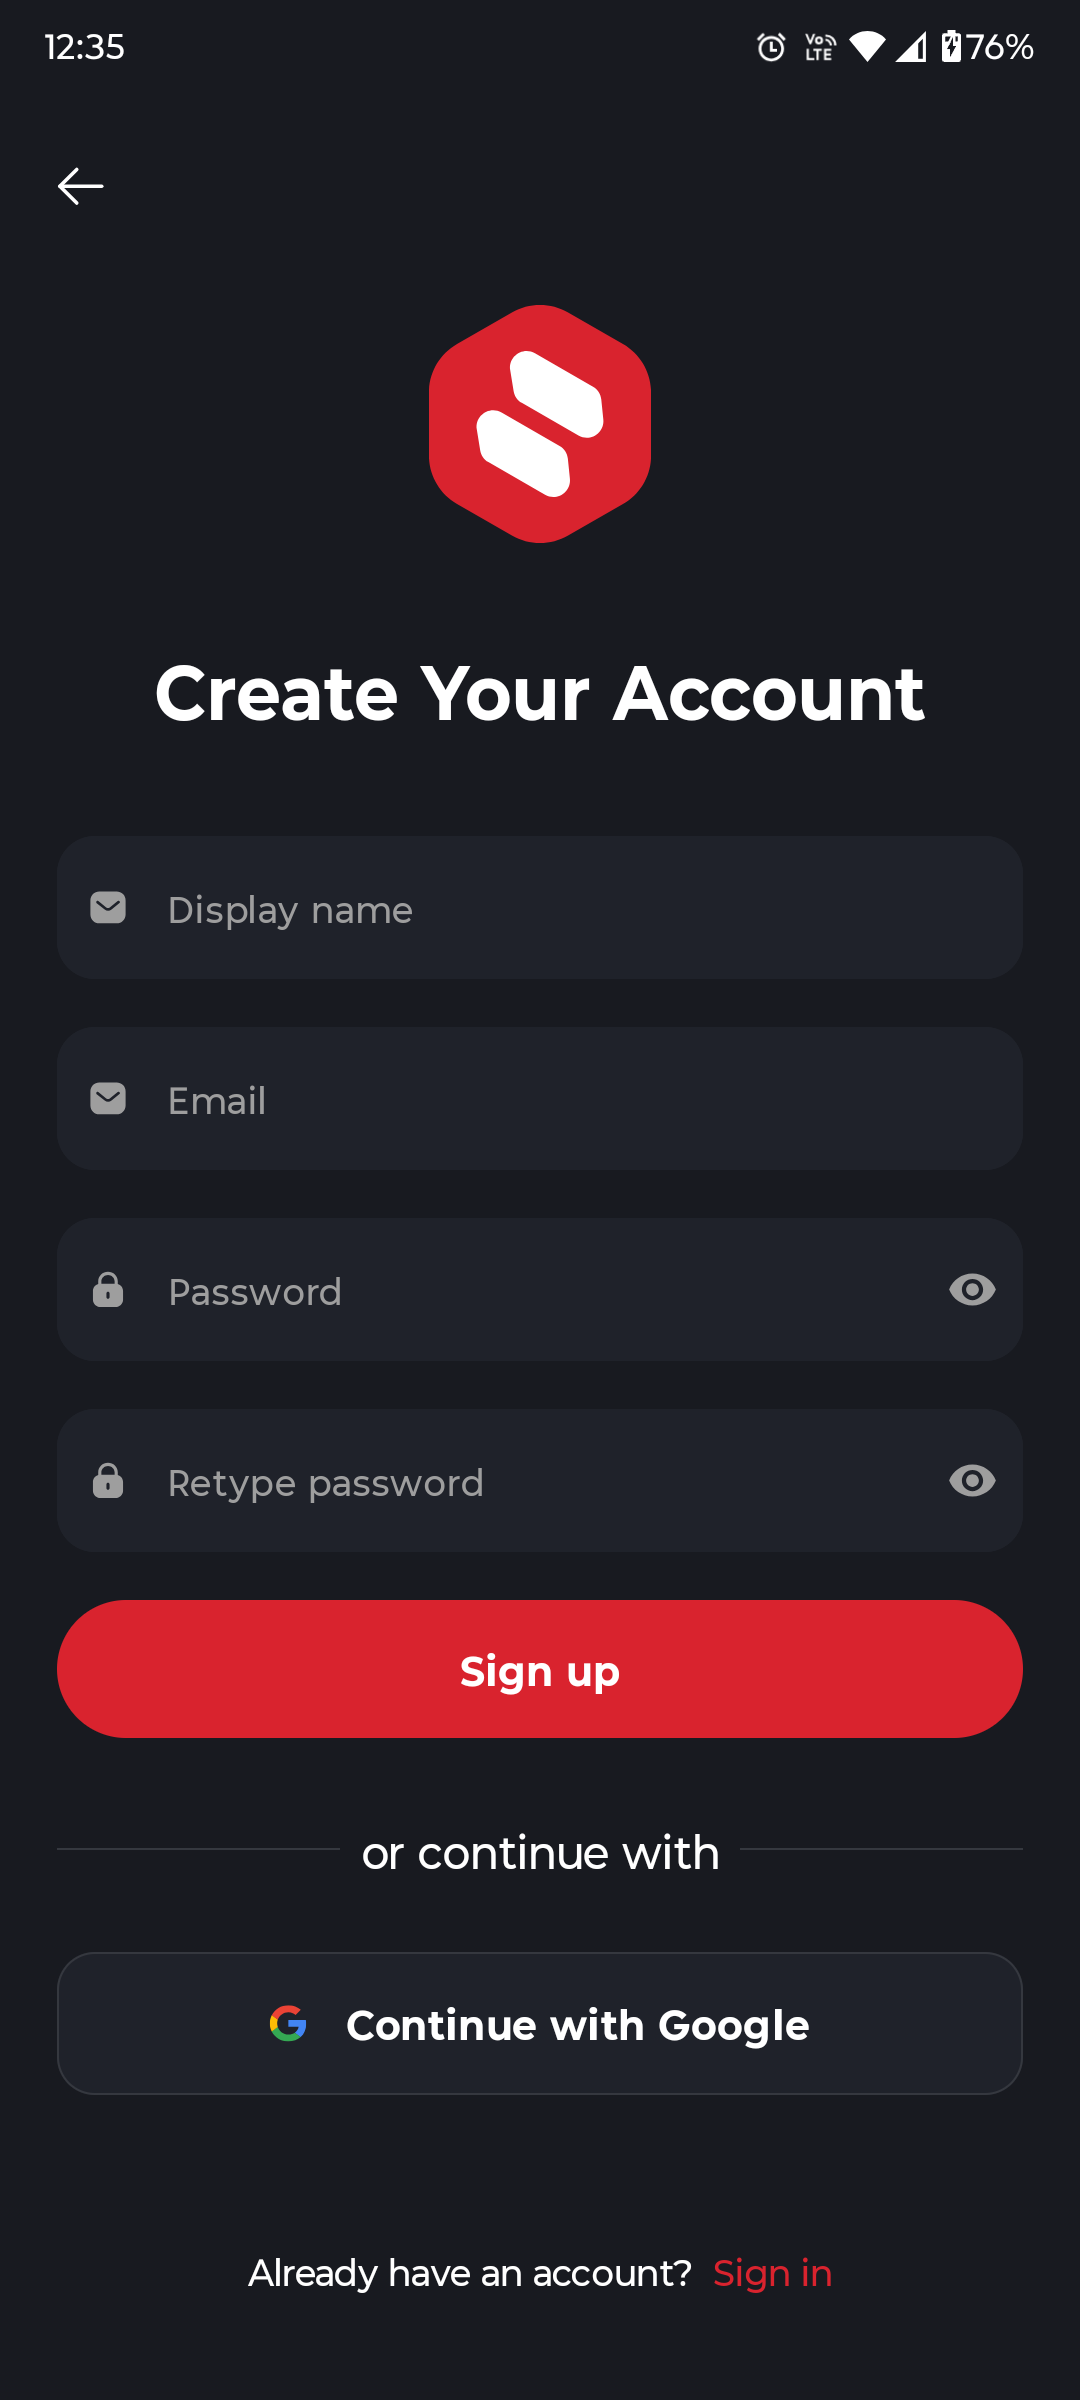 12:35
Vo LTE 76%
Create Your Account
Display name
Email
Password
Retype password
Sign up
or continue with
Continue with Google
Already have an account? Sign in